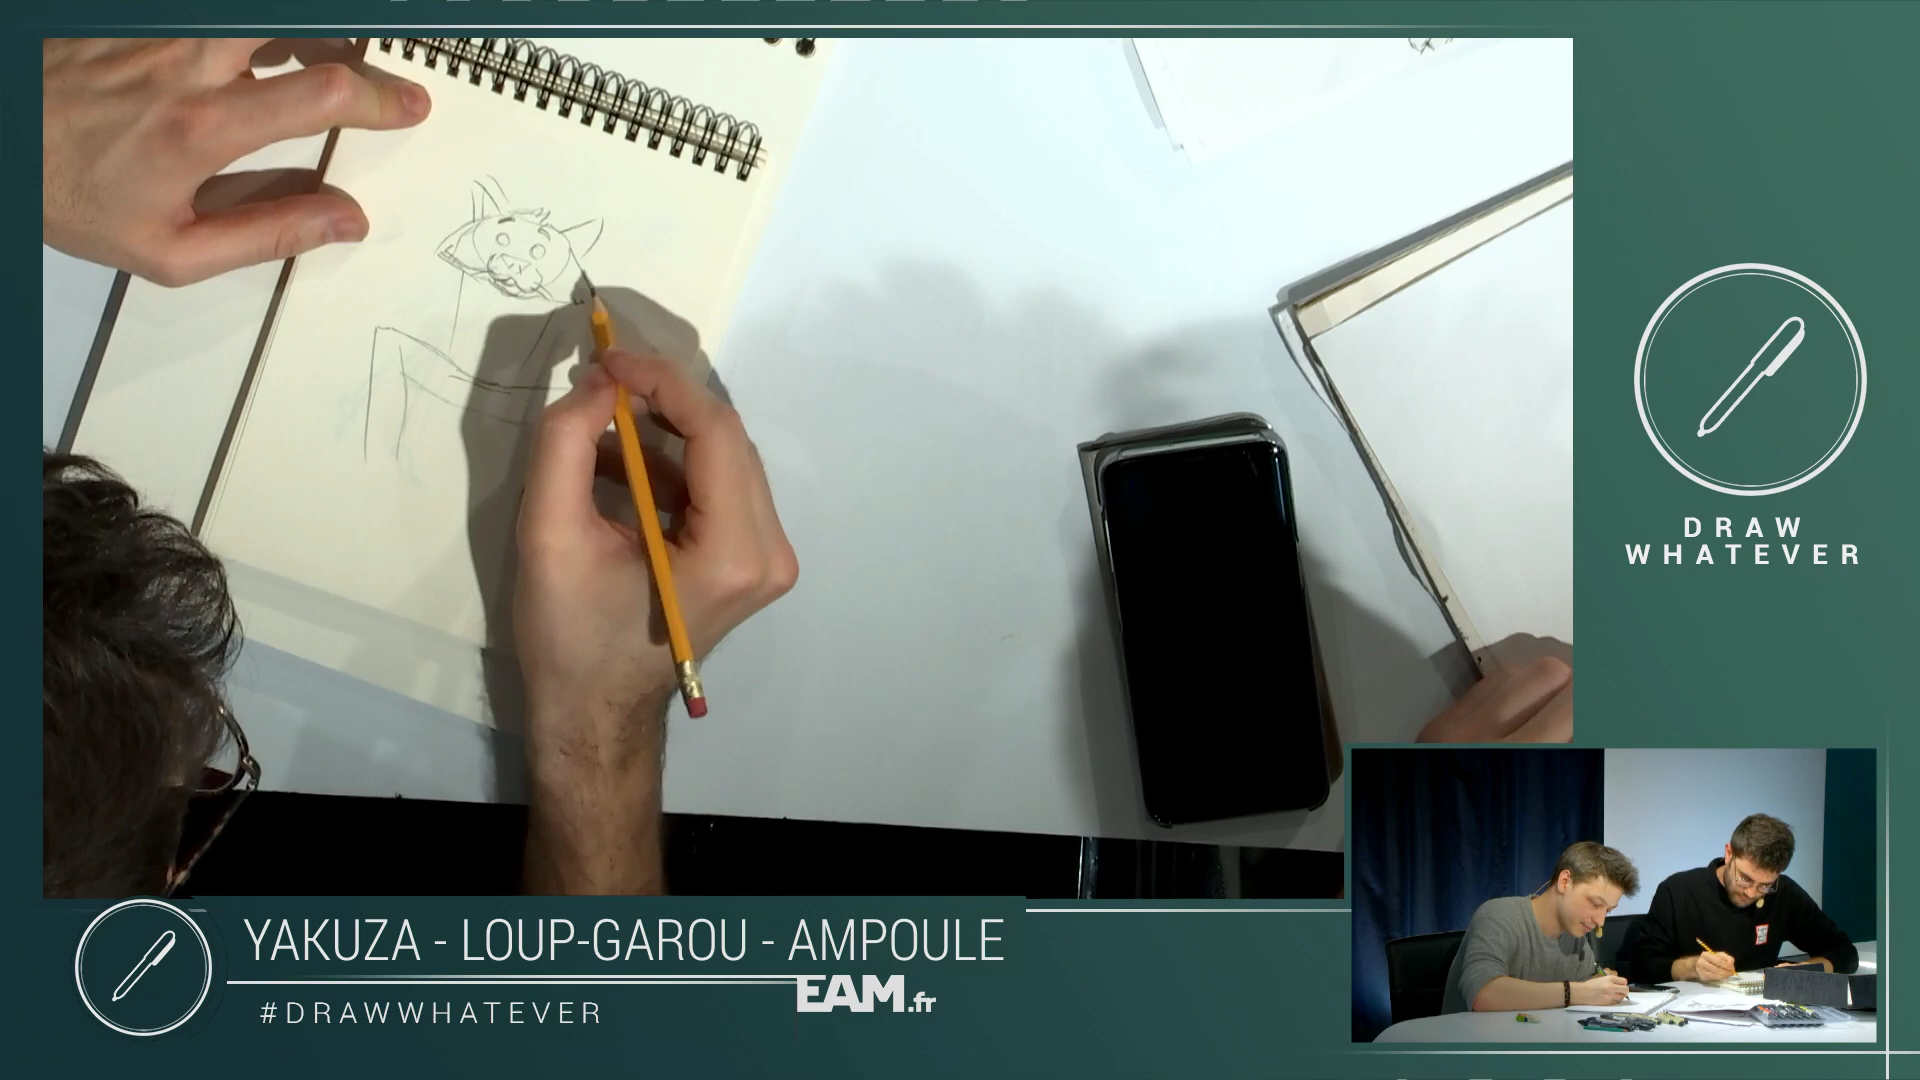 DRAW
WHATEVER
YAKUZA - LOUP-GAROU - AMPOULE
EAM.fr
#DRAWWHATEVER